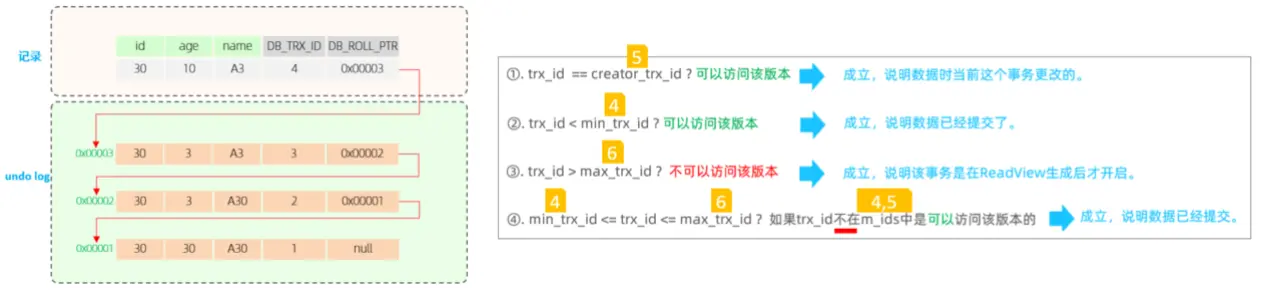 记录
id age name DB_TRX_ID DB_ROLL_PTR
30 10 A3 4 0x00003
undo log
0x00003 30 3 A3 3 0x00002
0x00002 30 3 A30 2 0x00001
0x00001 30 30 A30 1 null
5
①. trx_id == creator_trx_id ? 可以访问该版本 成立，说明数据时当前这个事务更改的。
4
②. trx_id < min_trx_id ? 可以访问该版本 成立，说明数据已经提交了。
6
③. trx_id > max_trx_id ? 不可以访问该版本 成立，说明该事务是在ReadView生成后才开启。
4 6 4,5
④. min_trx_id <= trx_id <= max_trx_id ? 如果trx_id不在m_ids中是可以访问该版本的 成立，说明数据已经提交。